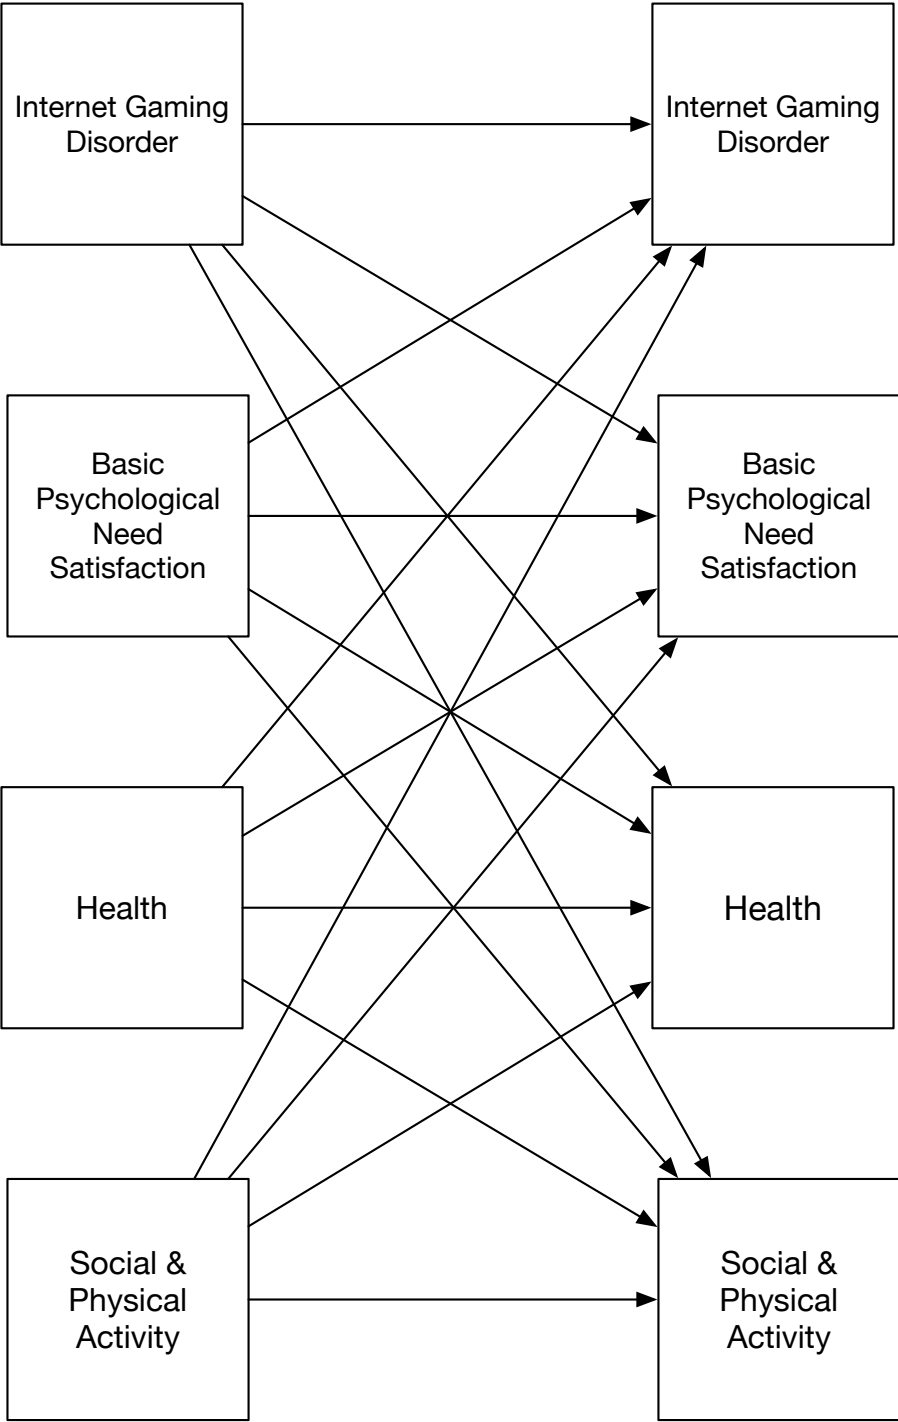 Internet Gaming
Disorder
Internet Gaming
Disorder
Basic
Psychological
Need
Satisfaction
Basic
Psychological
Need
Satisfaction
Health
Health
Social &
Physical
Activity
Social &
Physical
Activity